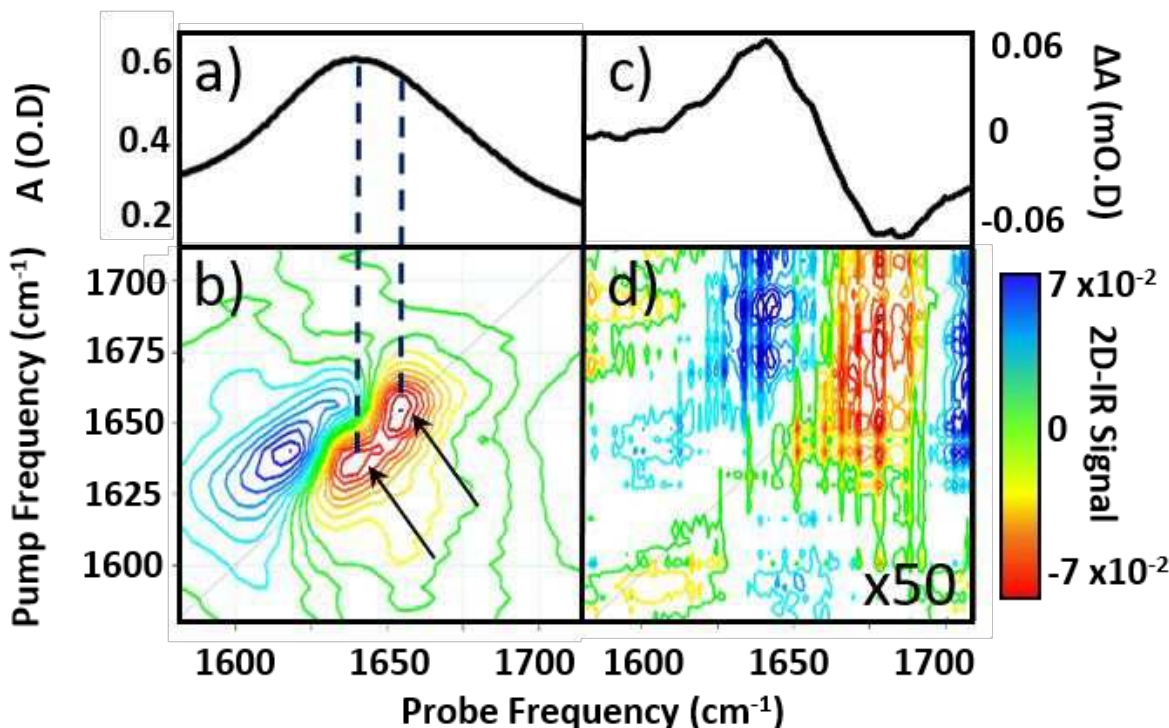 a)
0.6
0.4
0.2
A (O.D)
c)
0.06
0
-0.06
ΔA (mO.D)
b)
1700
1675
1650
1625
1600
Pump Frequency (cm⁻¹)
d)
x50
7 x10⁻²
0
-7 x10⁻²
2D-IR Signal
1600 1650 1700 1600 1650 1700
Probe Frequency (cm⁻¹)